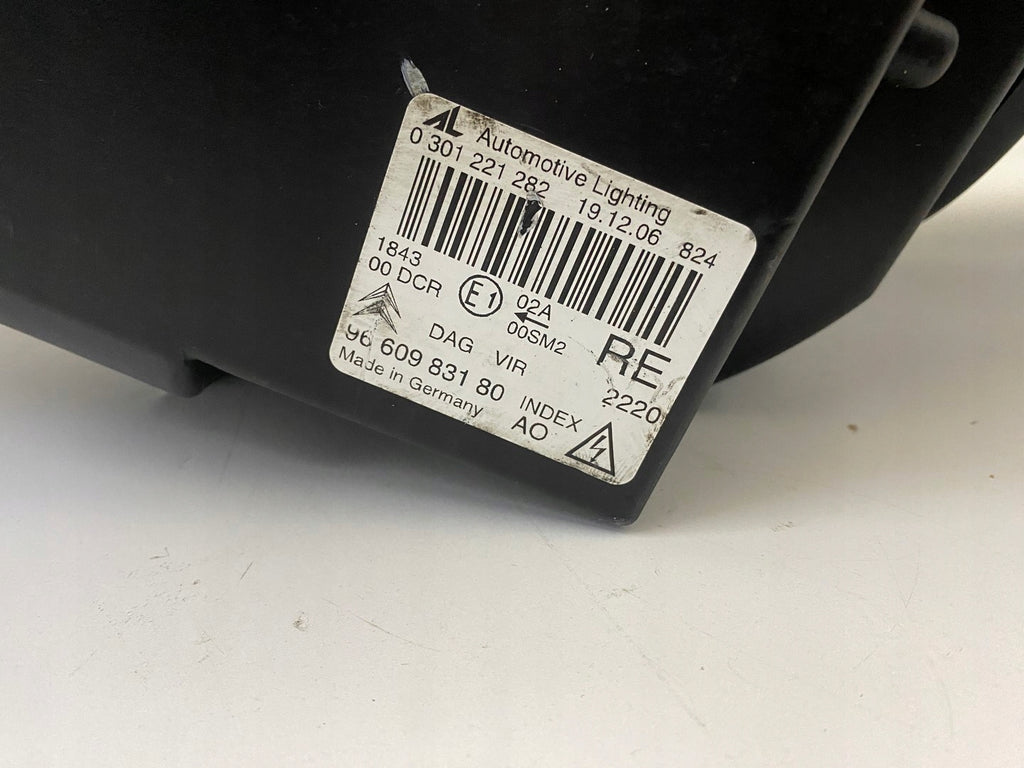 AL Automotive Lighting
0 301 221 282 19.12.06 824
1843
00 DCR E1 02A
00SM2 RE
DAG VIR 2220
96 609 831 80 INDEX
Made in Germany AO